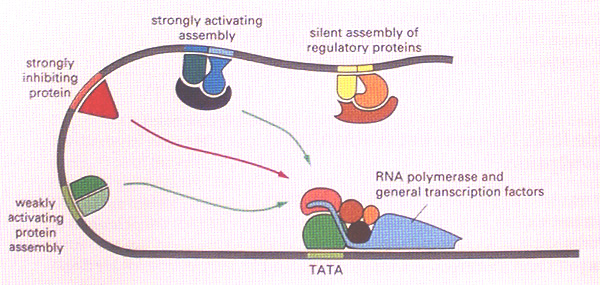 strongly activating
assembly
silent assembly of
regulatory proteins
strongly
inhibiting
protein
RNA polymerase and
general transcription factors
weakly
activating
protein
assembly
TATA